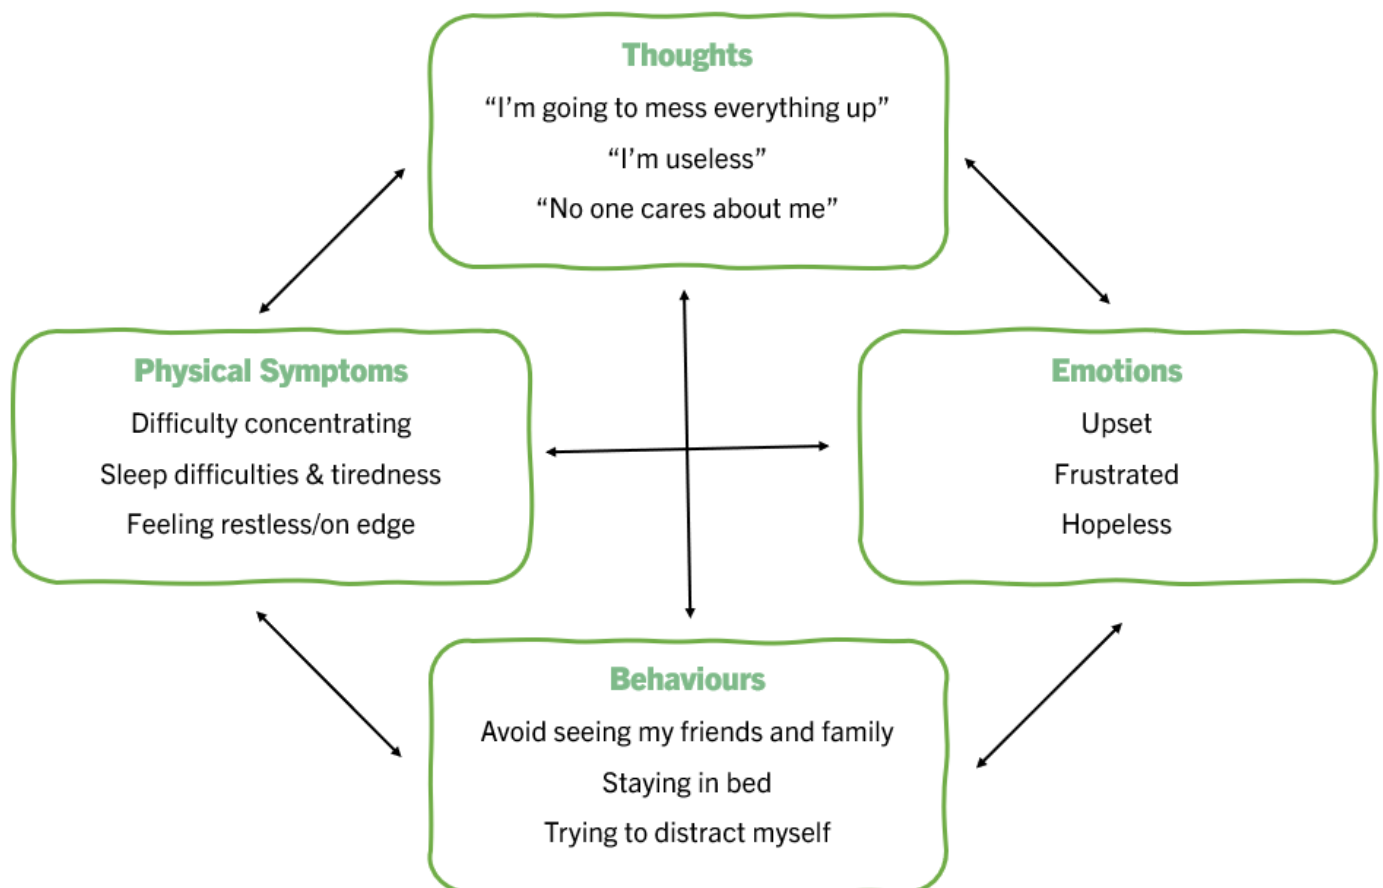 Thoughts
“I’m going to mess everything up”
“I’m useless”
“No one cares about me”
Physical Symptoms
Difficulty concentrating
Sleep difficulties & tiredness
Feeling restless/on edge
Emotions
Upset
Frustrated
Hopeless
Behaviours
Avoid seeing my friends and family
Staying in bed
Trying to distract myself